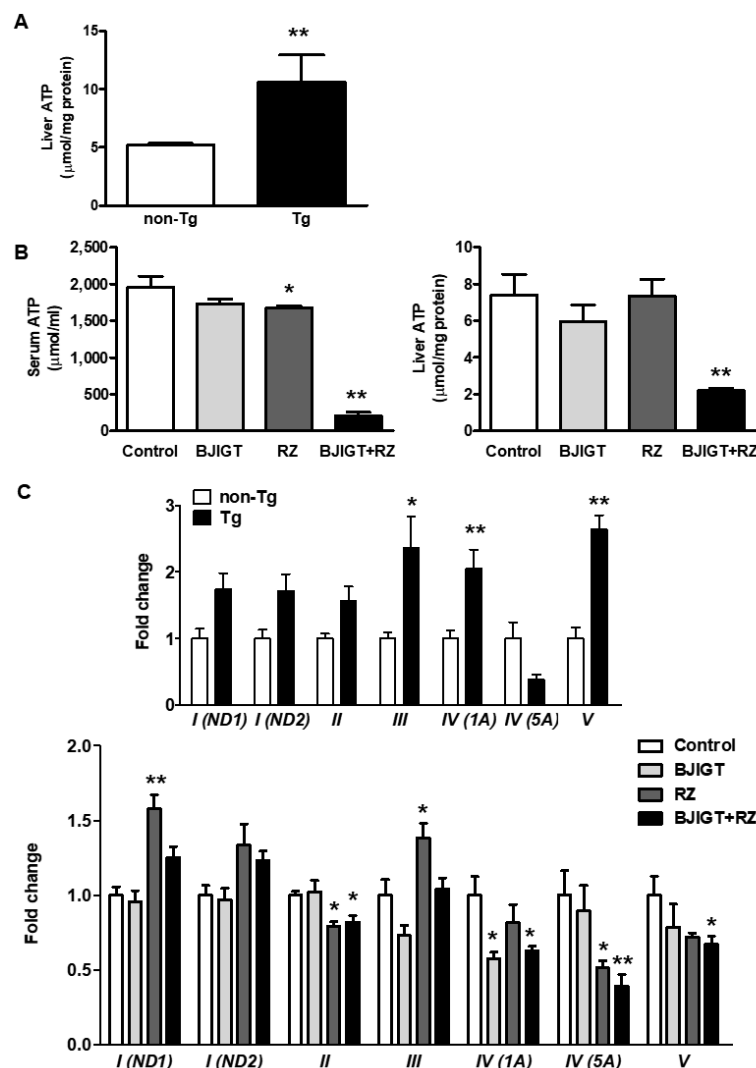 A
**
Liver ATP
(μmol/mg protein)
15
10
5
0
non-Tg Tg
B
Serum ATP
(μmol/ml)
2,500
2,000
1,500
1,000
500
0
*
**
Control BJIGT RZ BJIGT+RZ
Liver ATP
(μmol/mg protein)
8
6
4
2
0
**
Control BJIGT RZ BJIGT+RZ
C
non-Tg
Tg
Fold change
3
2
1
0
* ** **
I (ND1) I (ND2) II III IV (1A) IV (5A) V
Control
BJIGT
RZ
BJIGT+RZ
Fold change
2.0
1.5
1.0
0.5
0.0
** * * * * * * ** *
I (ND1) I (ND2) II III IV (1A) IV (5A) V